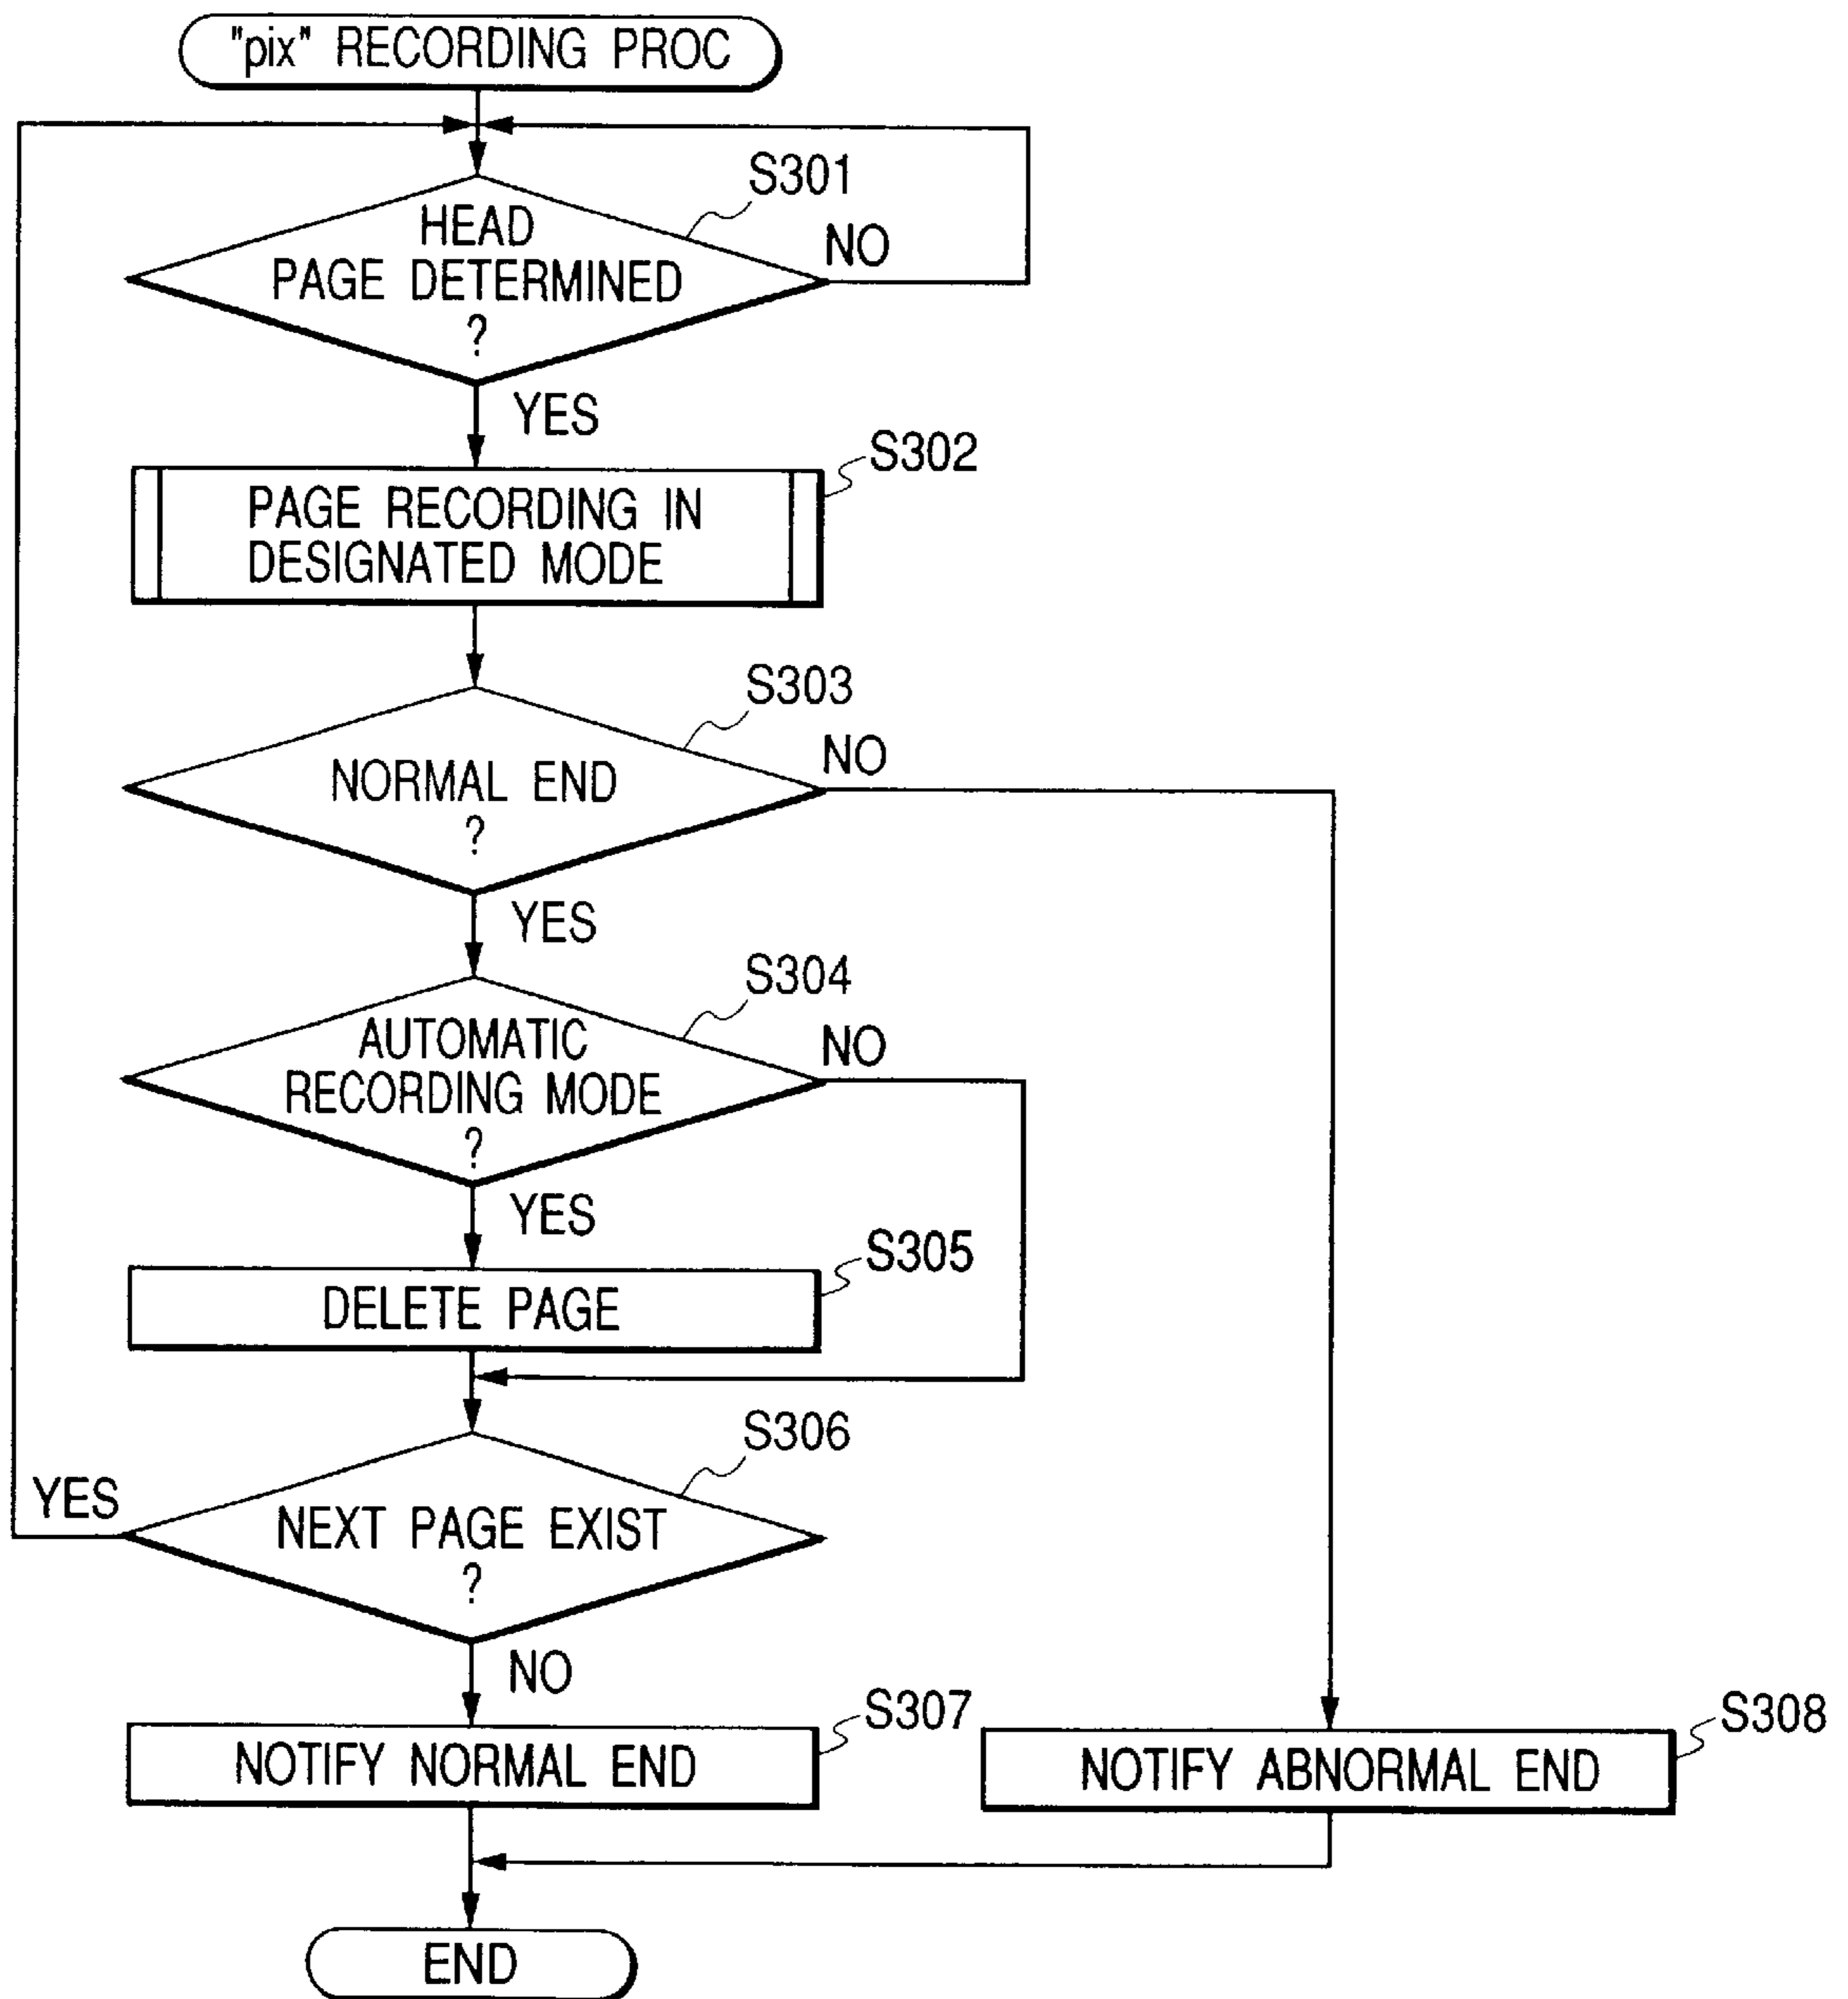 "pix" RECORDING PROC
S301
HEAD
PAGE DETERMINED
?
NO
YES
S302
PAGE RECORDING IN
DESIGNATED MODE
S303
NORMAL END
?
NO
YES
S304
AUTOMATIC
RECORDING MODE
?
NO
YES
S305
DELETE PAGE
S306
YES
NEXT PAGE EXIST
?
NO
S307
NOTIFY NORMAL END
S308
NOTIFY ABNORMAL END
END